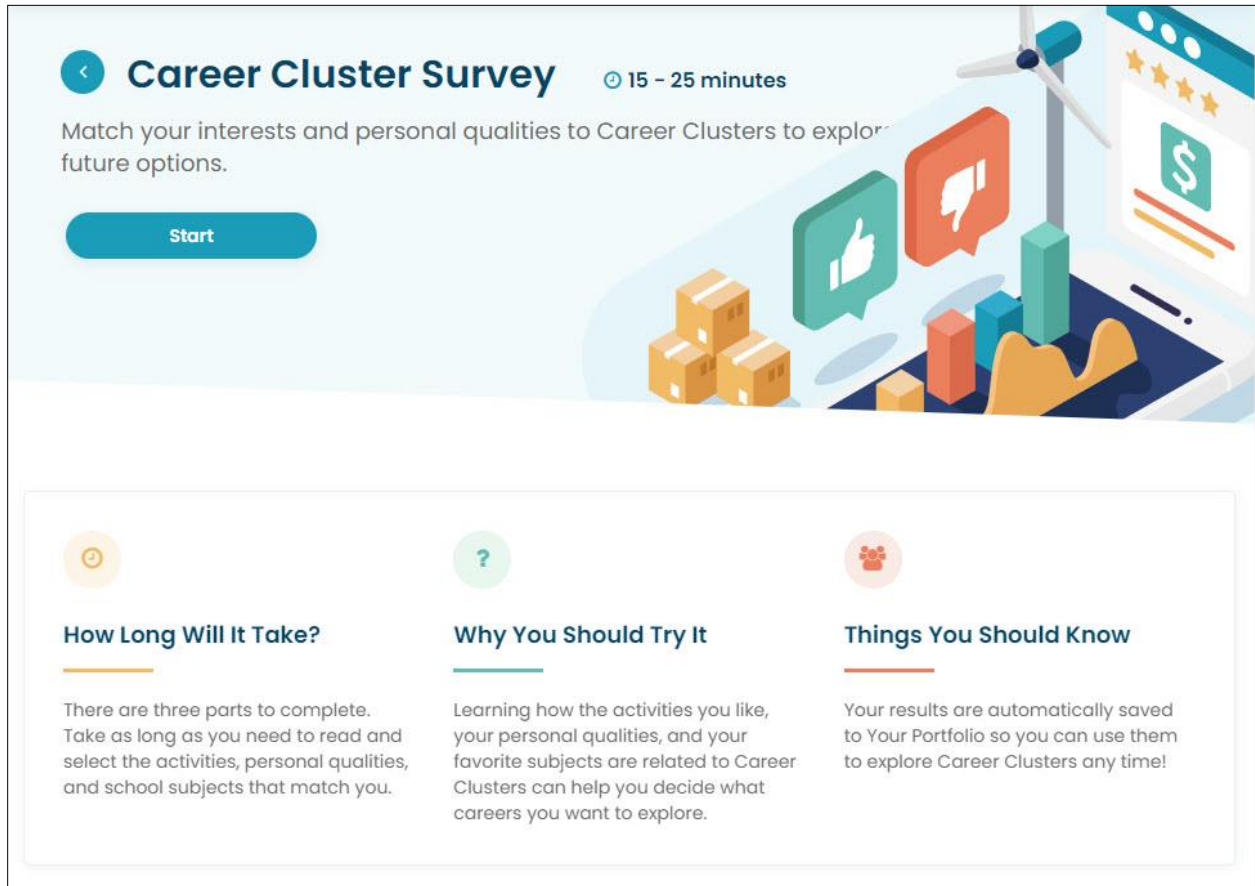 Career Cluster Survey
15 - 25 minutes
Match your interests and personal qualities to Career Clusters to explore
future options.
Start
How Long Will It Take?
There are three parts to complete.
Take as long as you need to read and
select the activities, personal qualities,
and school subjects that match you.
Why You Should Try It
Learning how the activities you like,
your personal qualities, and your
favorite subjects are related to Career
Clusters can help you decide what
careers you want to explore.
Things You Should Know
Your results are automatically saved
to Your Portfolio so you can use them
to explore Career Clusters any time!